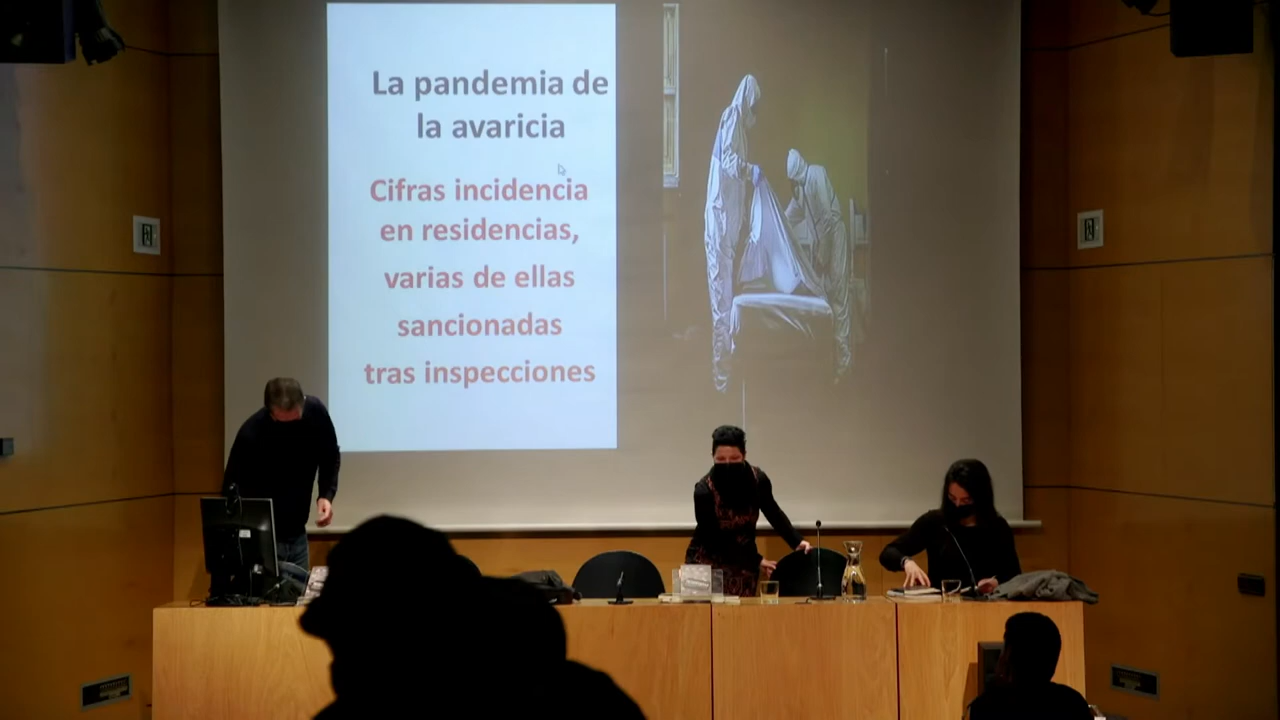 La pandemia de
la avaricia
Cifras incidencia
en residencias,
varias de ellas
sancionadas
tras inspecciones